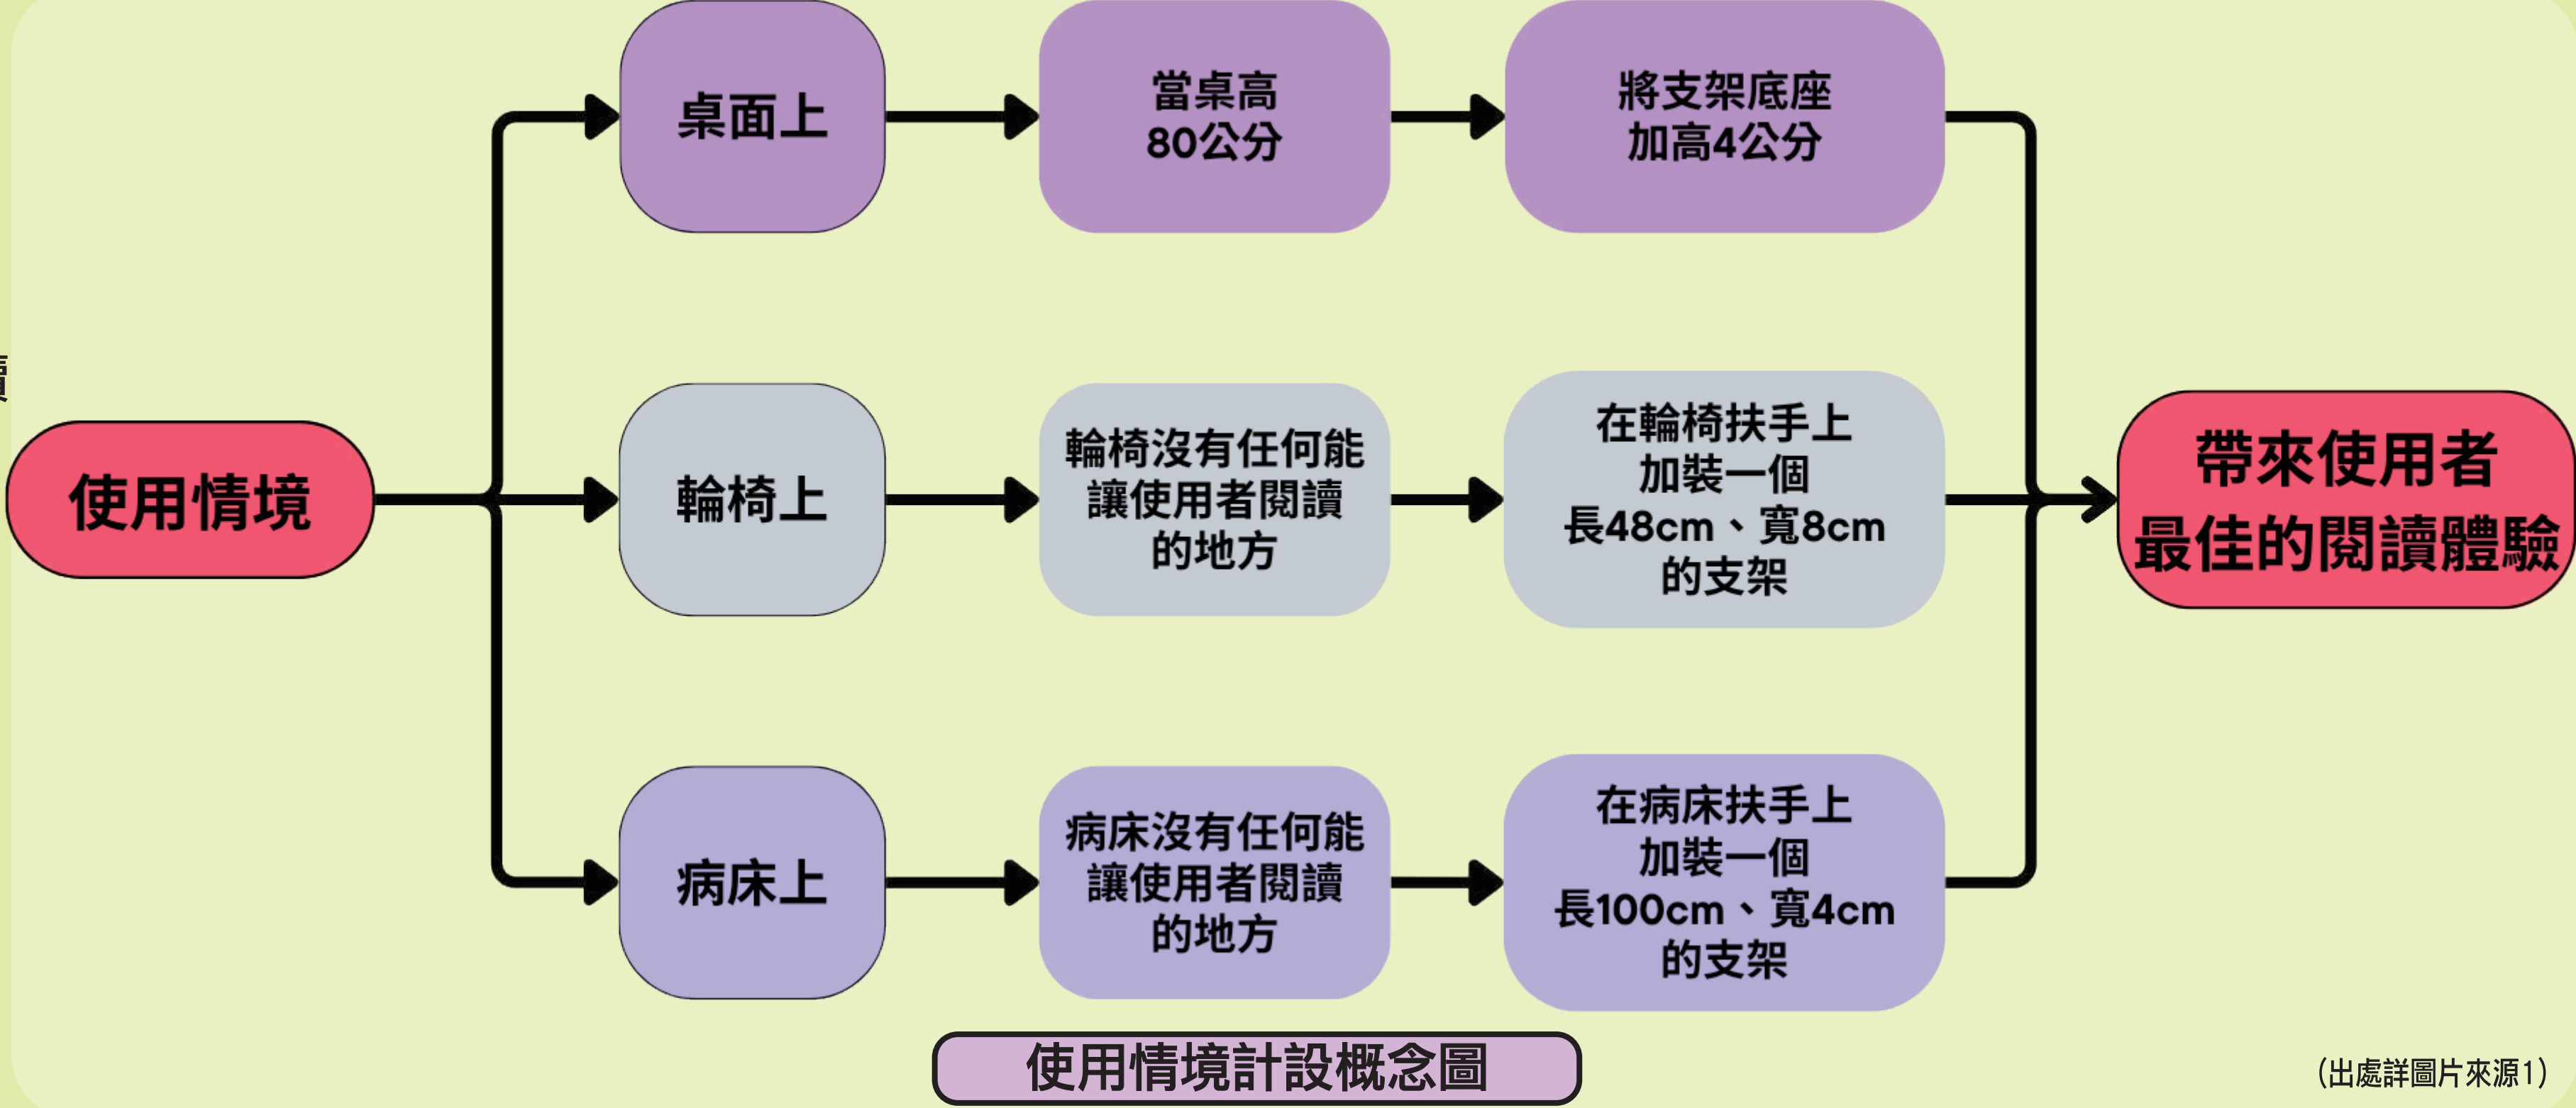 使用情境
桌面上
當桌高
80公分
將支架底座
加高4公分
輪椅上
輪椅沒有任何能
讓使用者閱讀
的地方
在輪椅扶手上
加裝一個
長48cm、寬8cm
的支架
病床上
病床沒有任何能
讓使用者閱讀
的地方
在病床扶手上
加裝一個
長100cm、寬4cm
的支架
帶來使用者
最佳的閱讀體驗
使用情境計設概念圖
(出處詳圖片來源1)